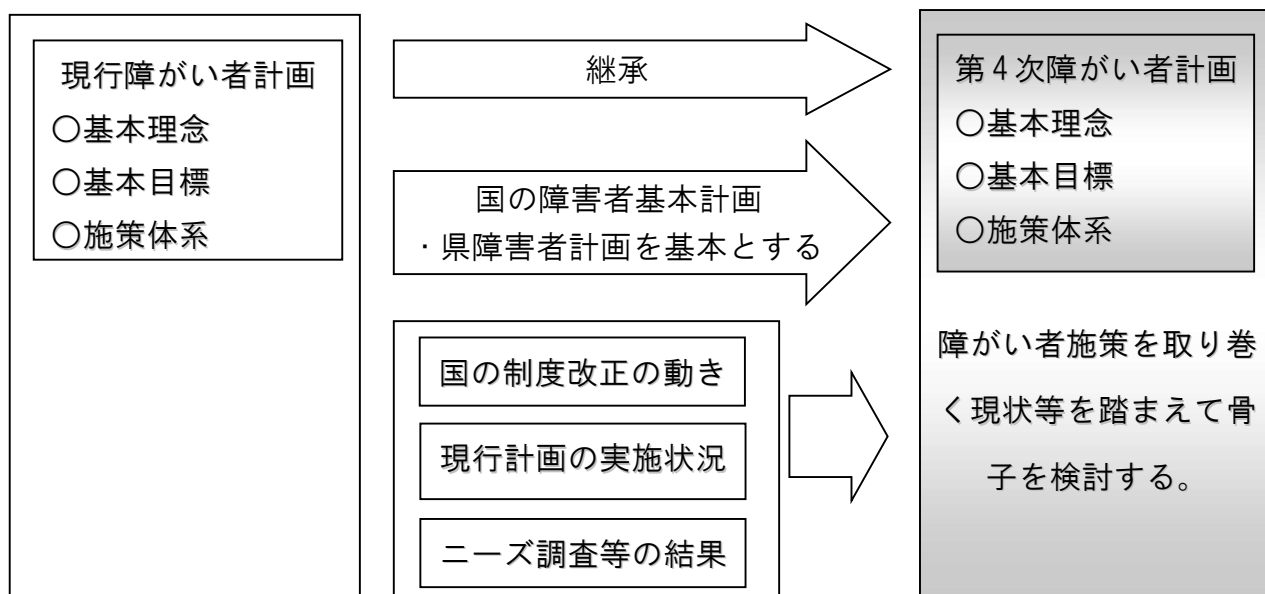 現行障がい者計画
〇基本理念
〇基本目標
〇施策体系
継承
国の障害者基本計画
・県障害者計画を基本とする
国の制度改正の動き
現行計画の実施状況
ニーズ調査等の結果
第4次障がい者計画
〇基本理念
〇基本目標
〇施策体系
障がい者施策を取り巻
く現状等を踏まえて骨
子を検討する。